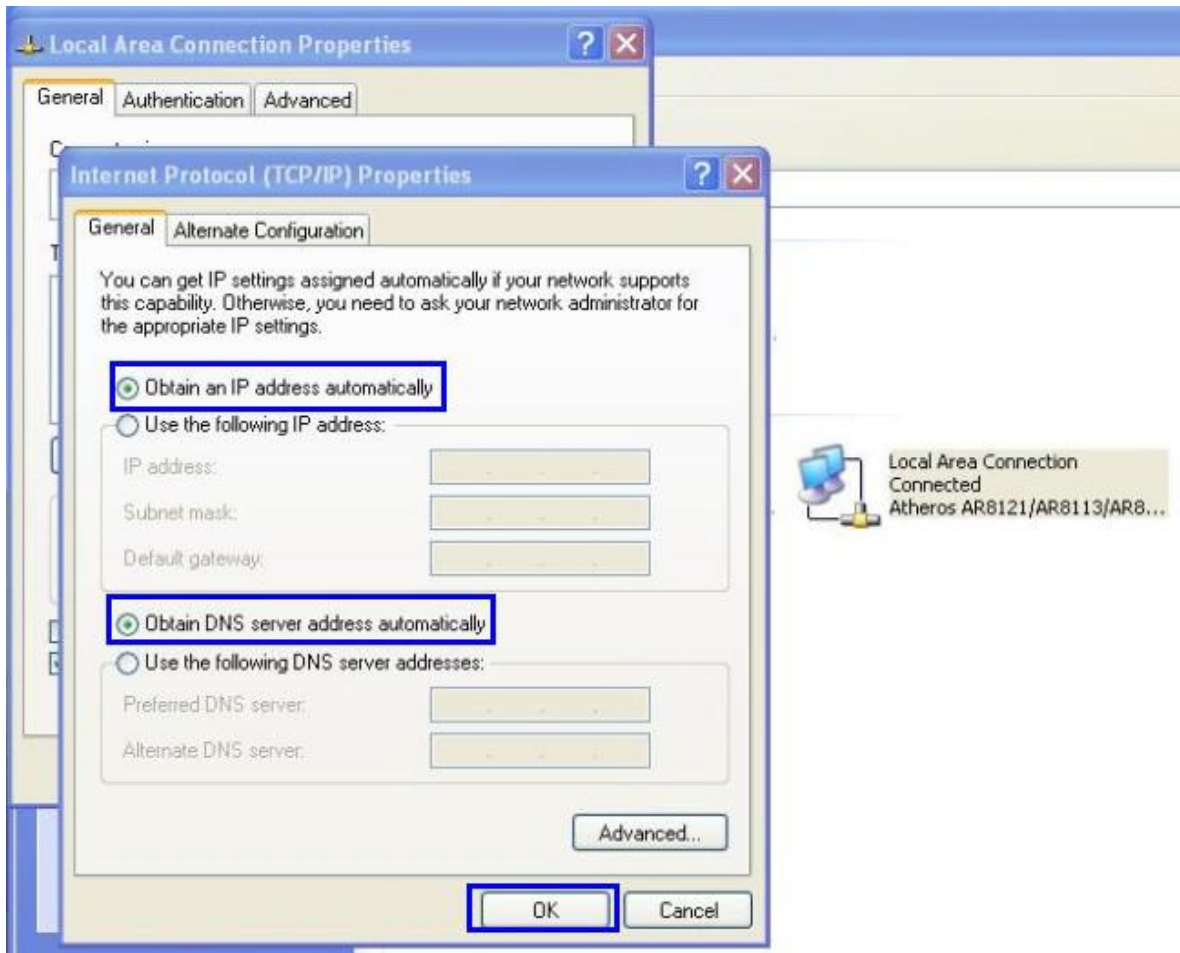 Local Area Connection Properties
General Authentication Advanced
Internet Protocol (TCP/IP) Properties
General Alternate Configuration
You can get IP settings assigned automatically if your network supports
this capability. Otherwise, you need to ask your network administrator for
the appropriate IP settings.
Obtain an IP address automatically
Use the following IP address:
IP address:
Subnet mask:
Default gateway:
Obtain DNS server address automatically
Use the following DNS server addresses:
Preferred DNS server:
Alternate DNS server:
Advanced...
OK Cancel
Local Area Connection
Connected
Atheros AR8121/AR8113/AR8...